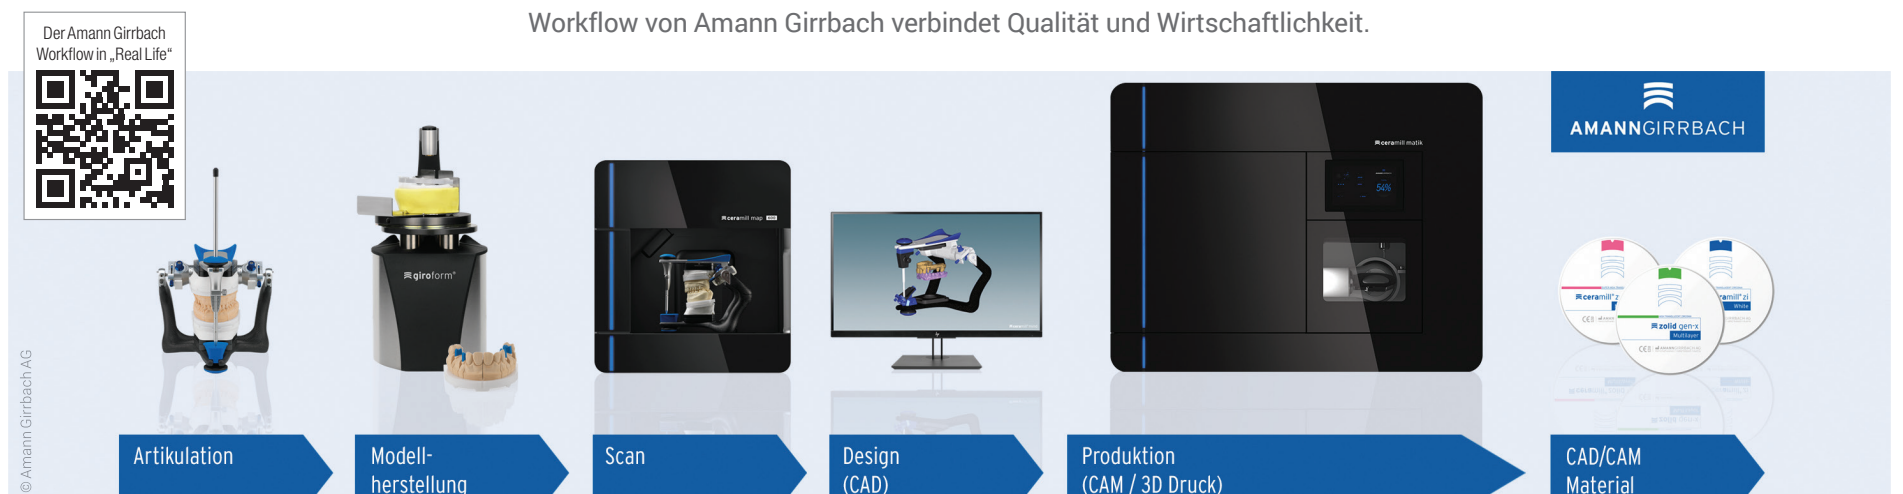 Workflow von Amann Girrbach verbindet Qualität und Wirtschaftlichkeit.
Der Amann Girrbach
Workflow in „Real Life“
AMANNGIRRBACH
ceramill matik
54%
ceramill map
giroform®
ceramill® z
ramill® zi
White
zolid gen-x
Multilayer
© Amann Girrbach AG
Artikulation
Modell-
herstellung
Scan
Design
(CAD)
Produktion
(CAM / 3D Druck)
CAD/CAM
Material